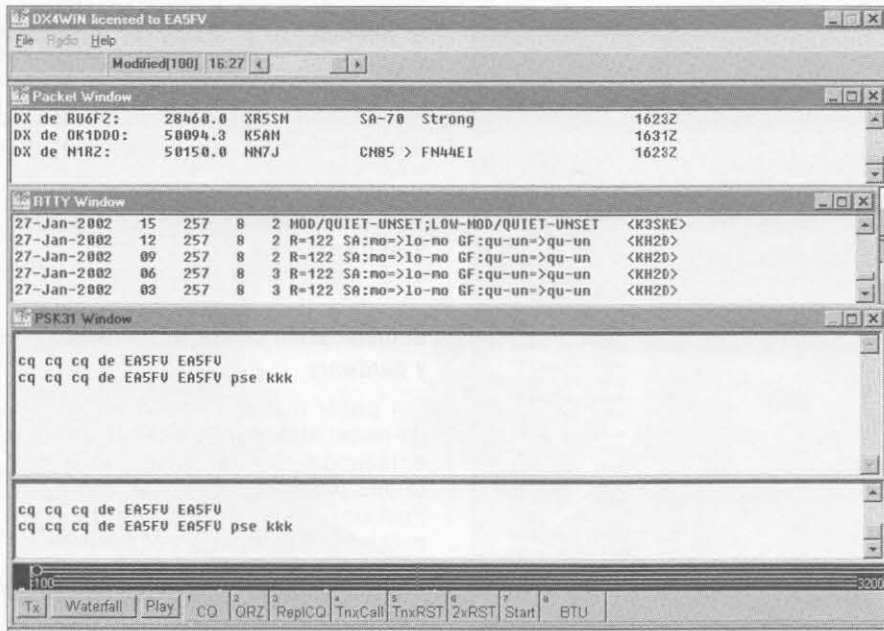 DX4WIN licensed to EA5FV
File Radio Help
Modified[100] 16:27
Packet Window
DX de RU6FZ: 28460.0 XR5SM SA-70 Strong 1623Z
DX de OK1DDO: 50094.3 K5AM 1631Z
DX de N1RZ: 50150.0 NN7J CN85 > FN44EI 1623Z
RTTY Window
27-Jan-2002 15 257 8 2 MOD/QUIET-UNSET;LOW-MOD/QUIET-UNSET <K3SKE>
27-Jan-2002 12 257 8 2 R=122 SA:mo=>lo-mo GF:qu-un=>qu-un <KH2D>
27-Jan-2002 09 257 8 2 R=122 SA:mo=>lo-mo GF:qu-un=>qu-un <KH2D>
27-Jan-2002 06 257 8 3 R=122 SA:mo=>lo-mo GF:qu-un=>qu-un <KH2D>
27-Jan-2002 03 257 8 3 R=122 SA:mo=>lo-mo GF:qu-un=>qu-un <KH2D>
PSK31 Window
cq cq cq de EA5FV EA5FV
cq cq cq de EA5FV EA5FV pse kkk
cq cq cq de EA5FV EA5FV
cq cq cq de EA5FV EA5FV pse kkk
100 3200
Tx Waterfall Play 1 CQ 2 QRZ 3 ReplCQ 4 TnxCall 5 TnxRST 6 2xRST 7 Start 8 BTU